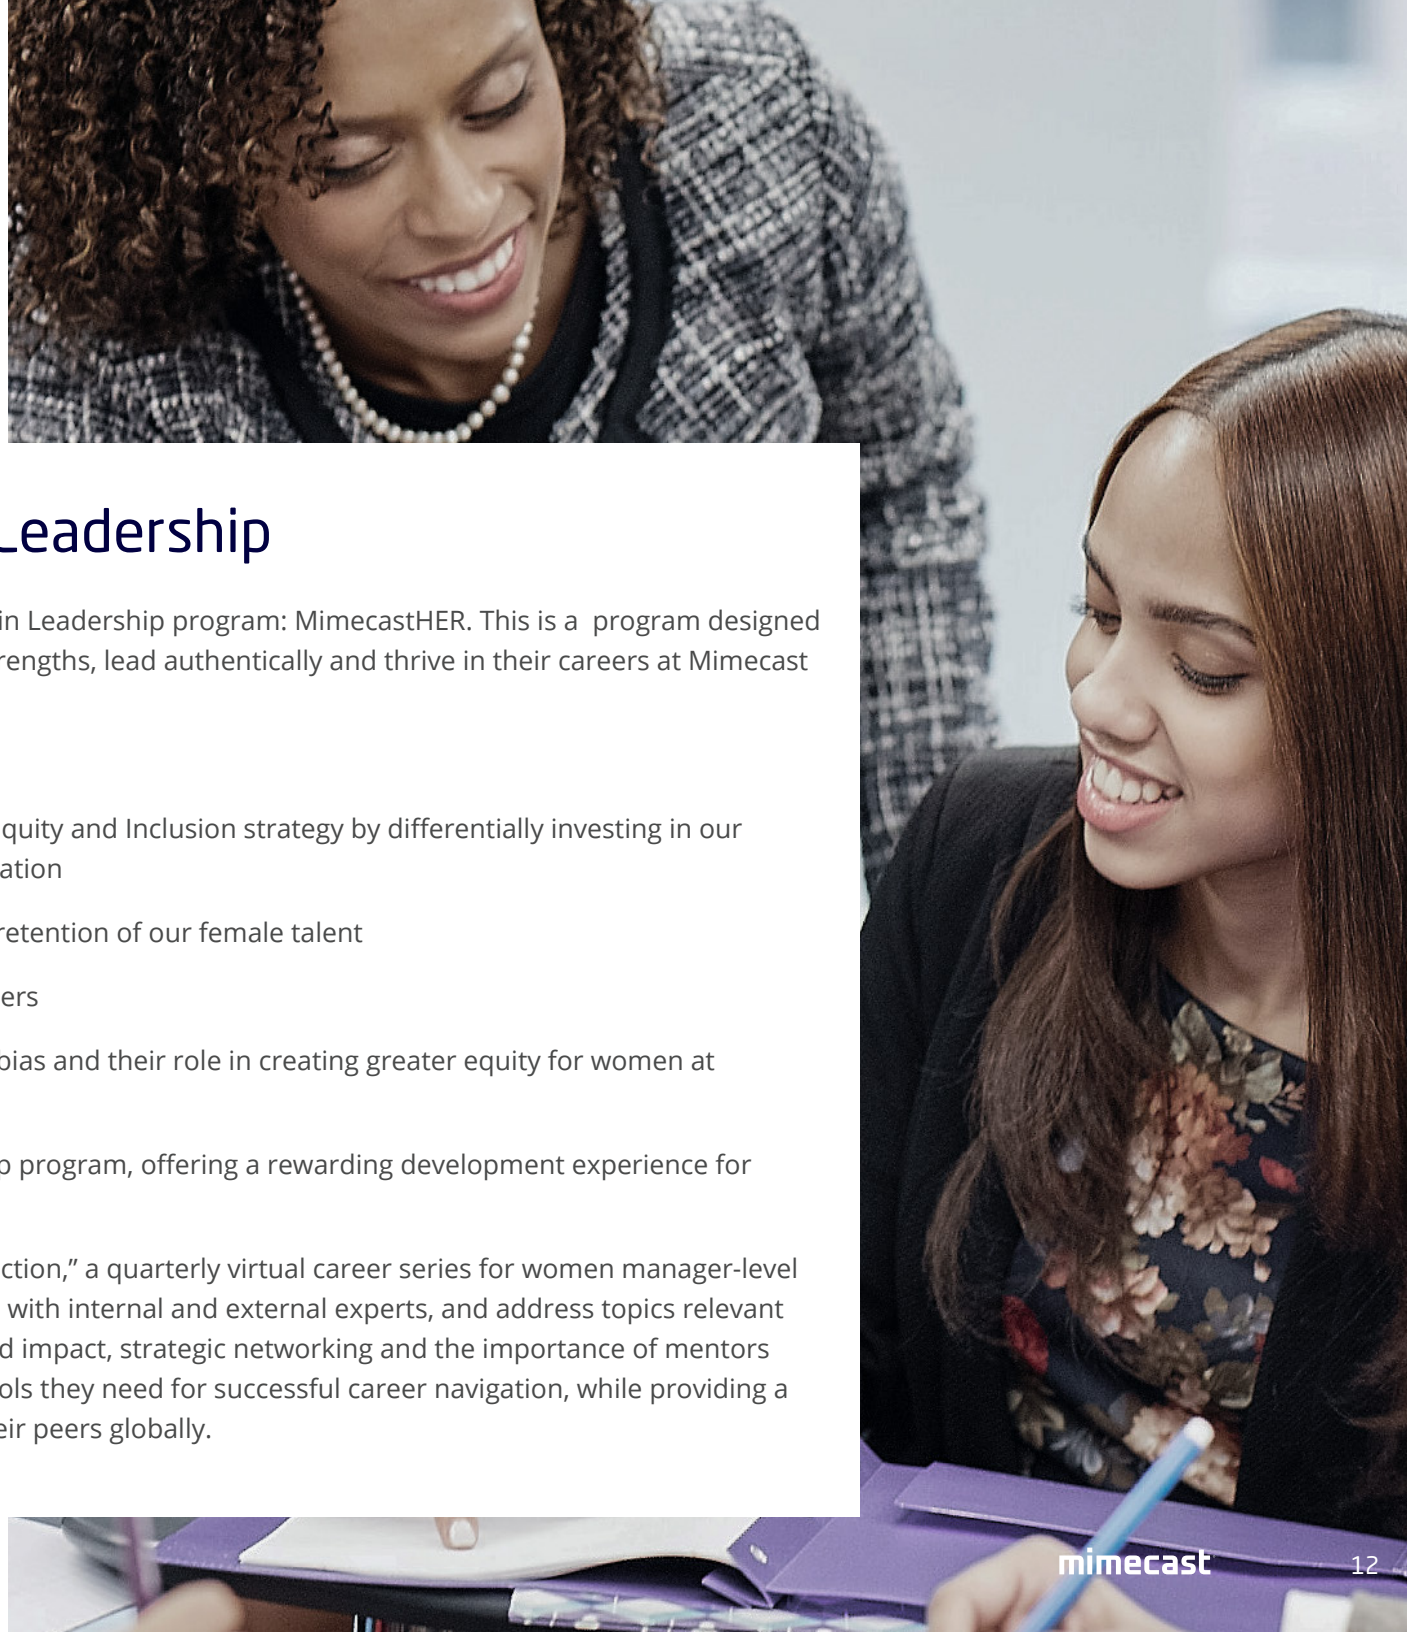 Leadership
in Leadership program: MimecastHER. This is a program designed
rengths, lead authentically and thrive in their careers at Mimecast
quity and Inclusion strategy by differentially investing in our
ation
retention of our female talent
ers
bias and their role in creating greater equity for women at
p program, offering a rewarding development experience for
ction,” a quarterly virtual career series for women manager-level
with internal and external experts, and address topics relevant
d impact, strategic networking and the importance of mentors
ols they need for successful career navigation, while providing a
eir peers globally.
mimecast 12